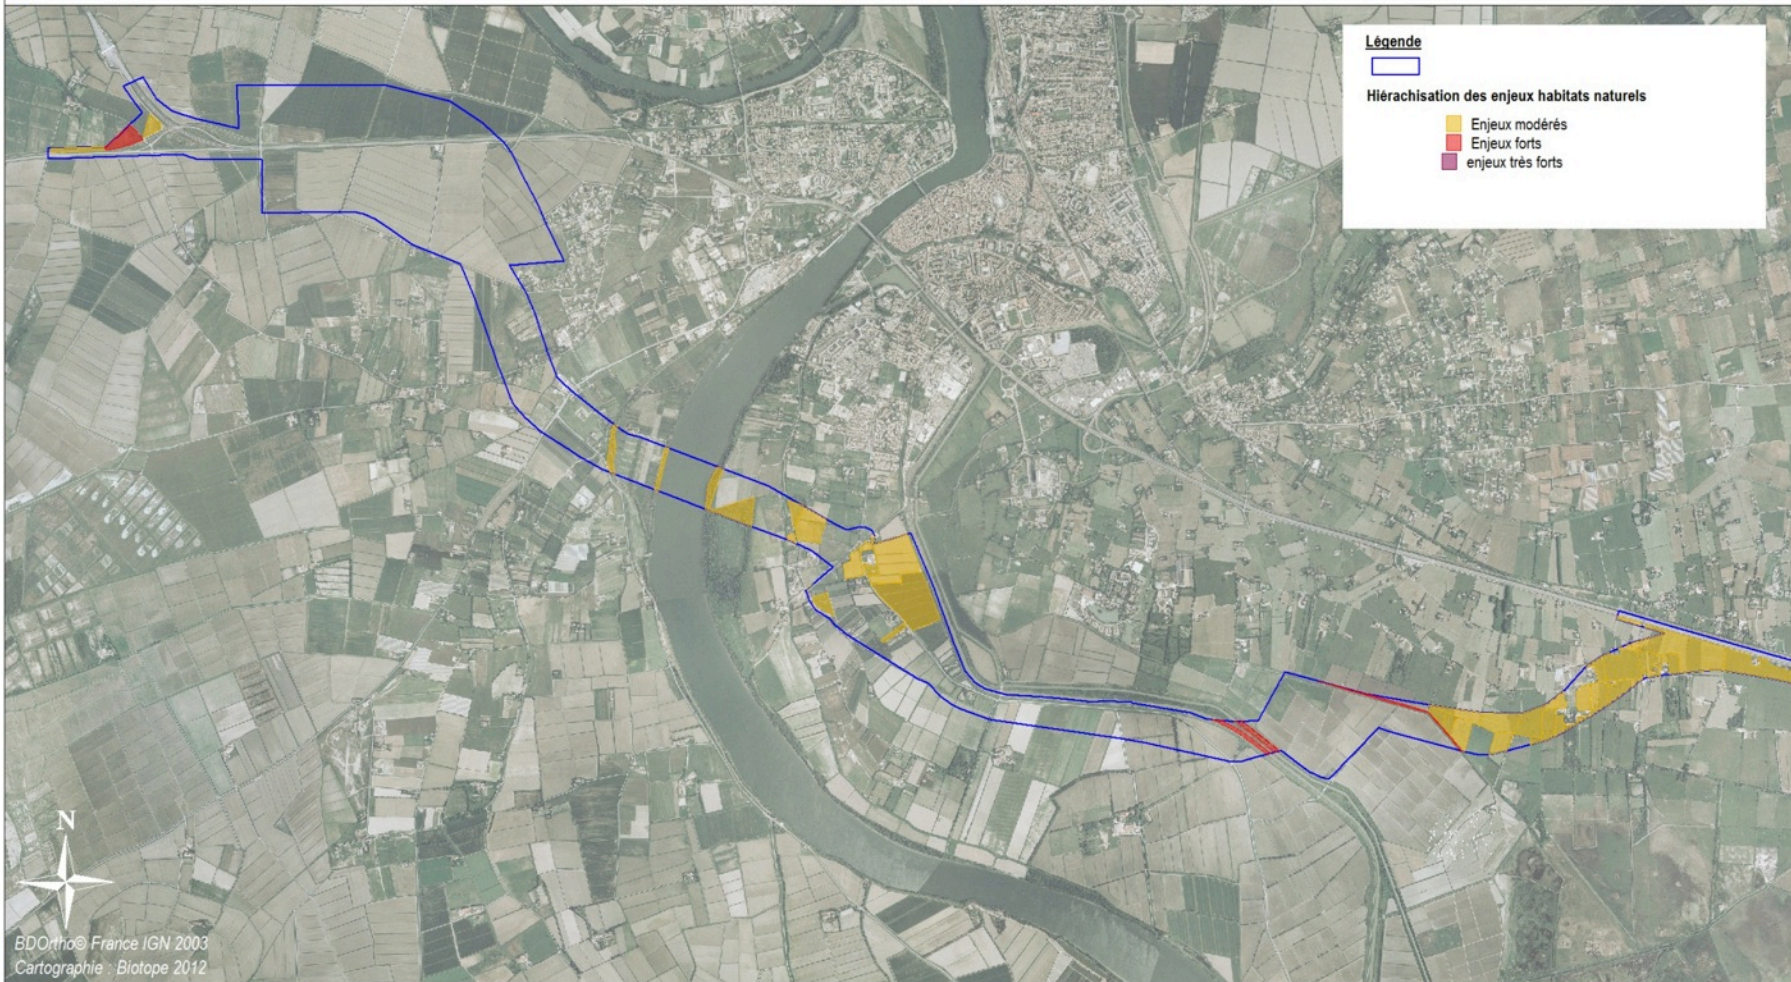 Légende
Hiérachisation des enjeux habitats naturels
Enjeux modérés
Enjeux forts
enjeux très forts
N
BDOrtho© France IGN 2003
Cartographie : Biotope 2012